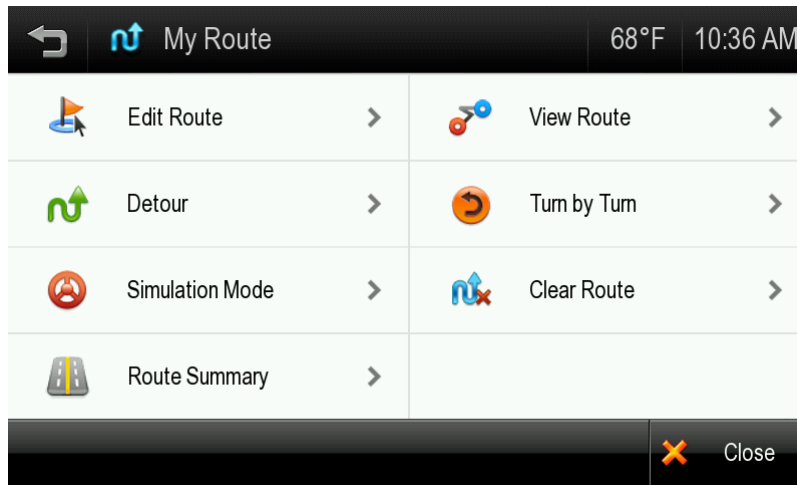 My Route 68°F 10:36 AM
Edit Route View Route
Detour Turn by Turn
Simulation Mode Clear Route
Route Summary
Close